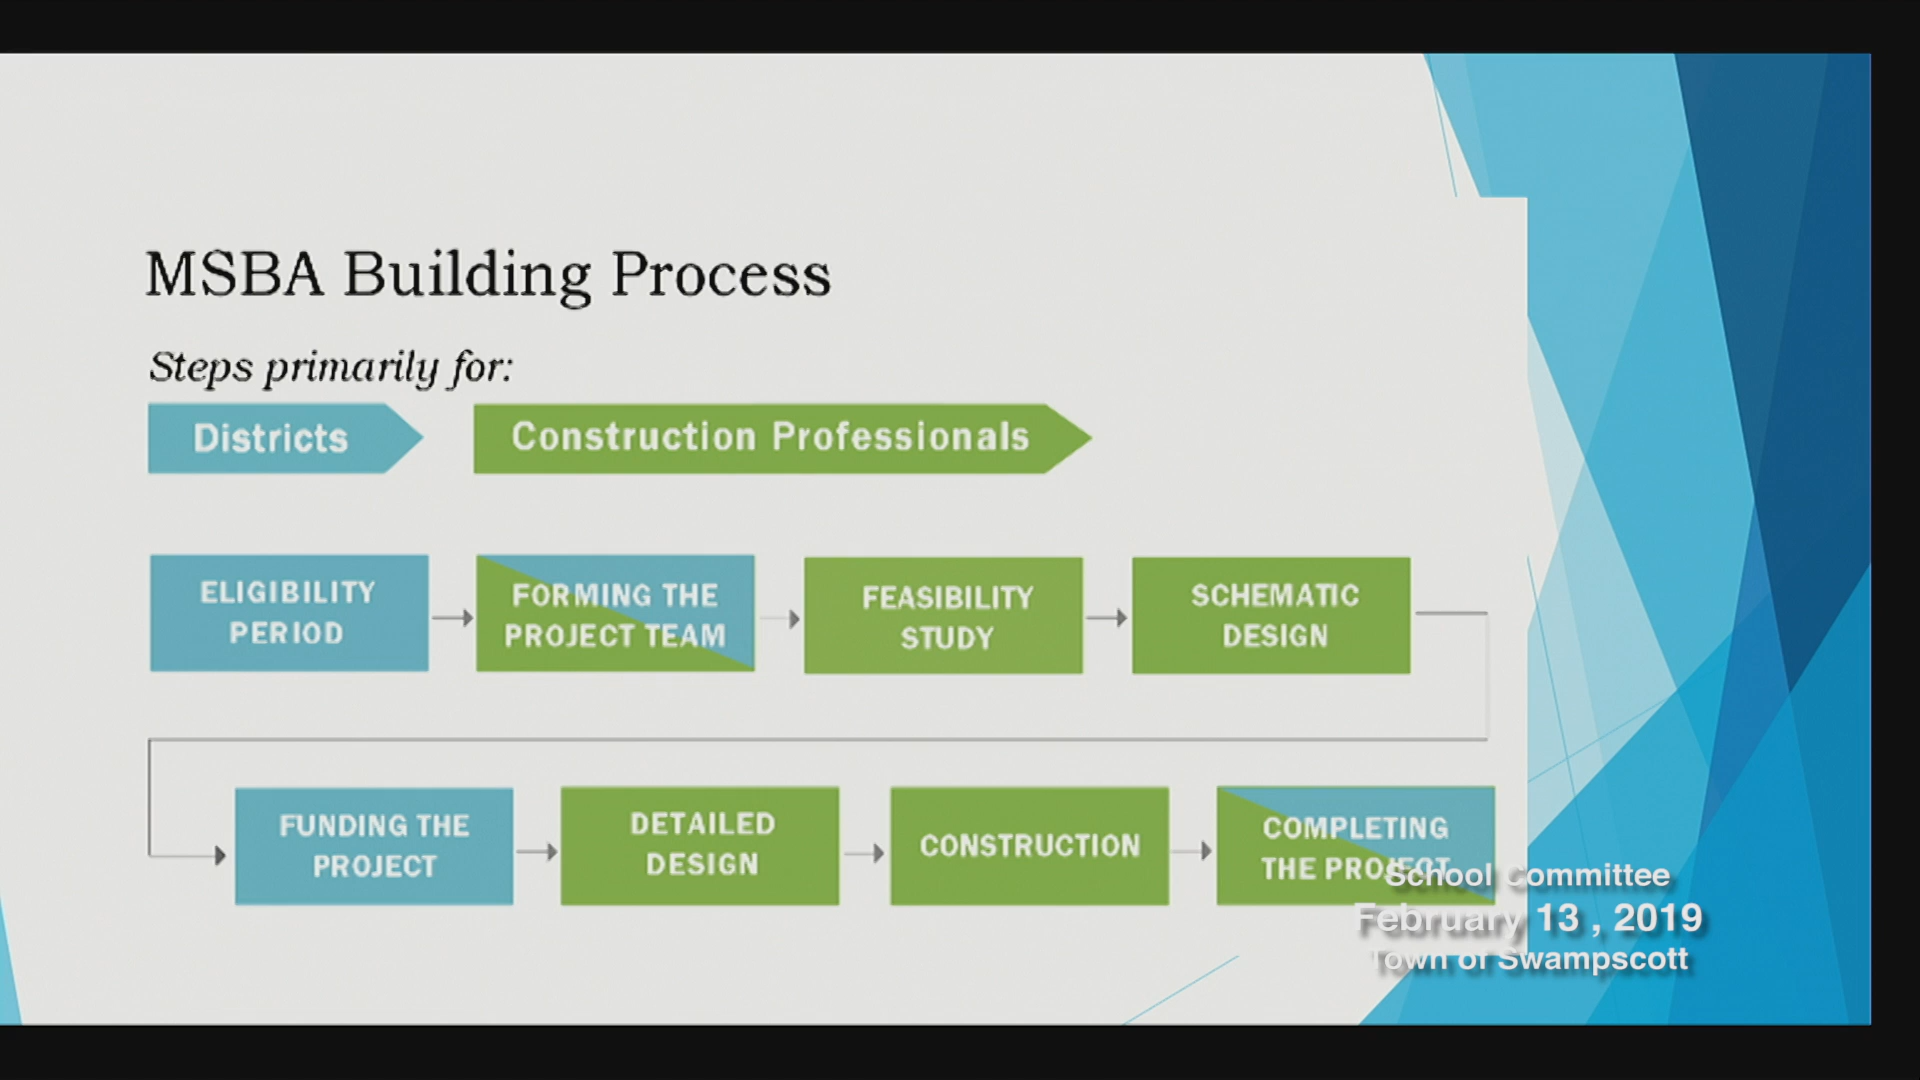 MSBA Building Process
Steps primarily for:
Districts
Construction Professionals
ELIGIBILITY
PERIOD
FORMING THE
PROJECT TEAM
FEASIBILITY
STUDY
SCHEMATIC
DESIGN
FUNDING THE
PROJECT
DETAILED
DESIGN
CONSTRUCTION
COMPLETING
THE PROJECT
School Committee
February 13 , 2019
Town of Swampscott